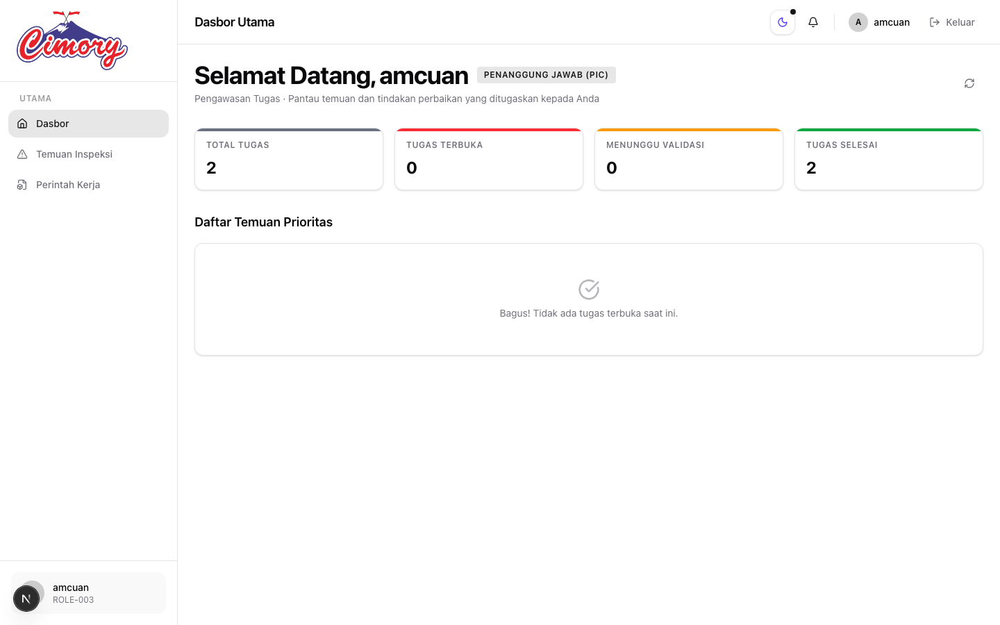 Cimory
UTAMA
Dasbor
Temuan Inspeksi
Perintah Kerja
amcuan
ROLE-003
N
Dasbor Utama
A
amcuan
Keluar
Selamat Datang, amcuan
PENANGGUNG JAWAB (PIC)
Pengawasan Tugas · Pantau temuan dan tindakan perbaikan yang ditugaskan kepada Anda
TOTAL TUGAS
2
TUGAS TERBUKA
0
MENUNGGU VALIDASI
0
TUGAS SELESAI
2
Daftar Temuan Prioritas
Bagus! Tidak ada tugas terbuka saat ini.